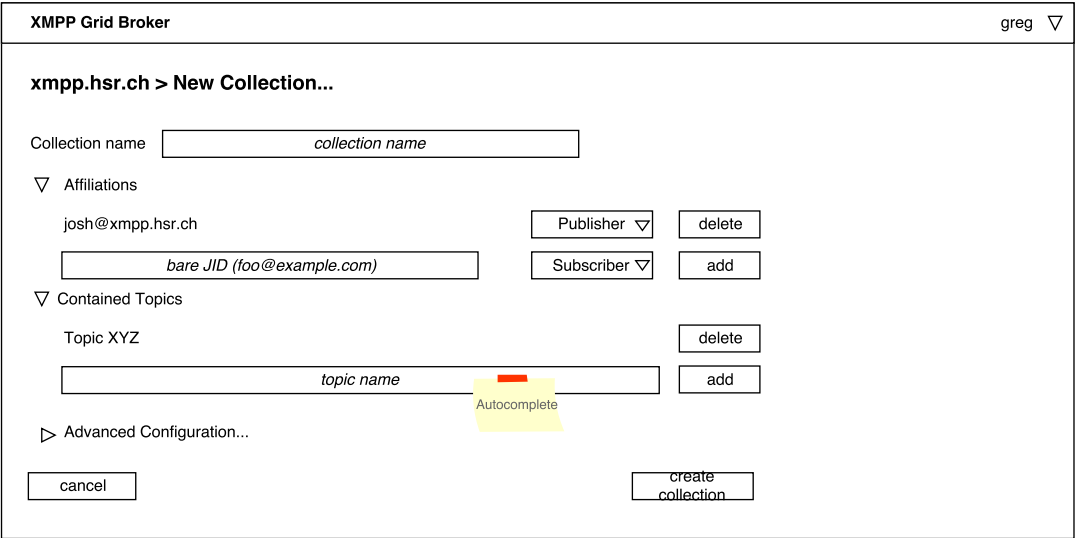 XMPP Grid Broker greg
xmpp.hsr.ch > New Collection...
Collection name collection name
Affiliations
josh@xmpp.hsr.ch Publisher delete
bare JID (foo@example.com) Subscriber add
Contained Topics
Topic XYZ delete
topic name add
Autocomplete
Advanced Configuration...
cancel create
collection